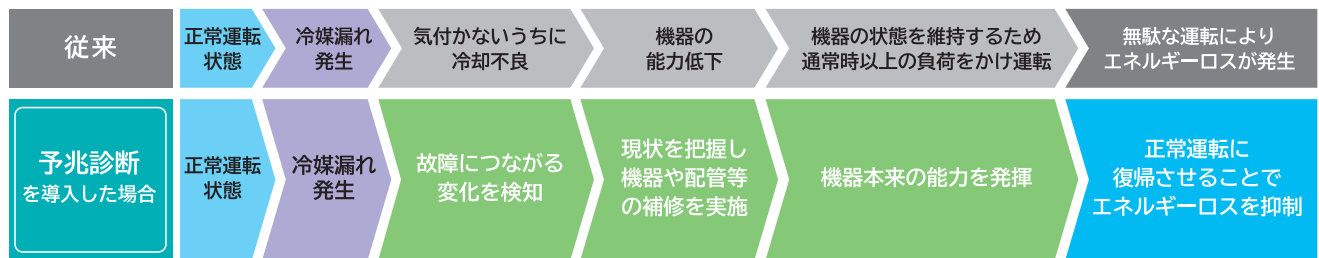 従来
正常運転
状態
冷媒漏れ
発生
気付かないうちに
冷却不良
機器の
能力低下
機器の状態を維持するため
通常時以上の負荷をかけ運転
無駄な運転により
エネルギーロスが発生
予兆診断
を導入した場合
正常運転
状態
冷媒漏れ
発生
故障につながる
変化を検知
現状を把握し
機器や配管等
の補修を実施
機器本来の能力を発揮
正常運転に
復帰させることで
エネルギーロスを抑制